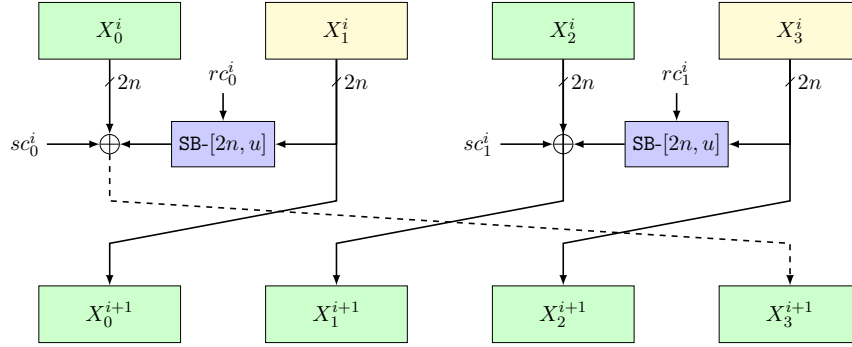 X_0^i X_1^i X_2^i X_3^i
2n 2n 2n 2n
rc_0^i rc_1^i
sc_0^i SB-[2n, u] sc_1^i SB-[2n, u]
X_0^{i+1} X_1^{i+1} X_2^{i+1} X_3^{i+1}